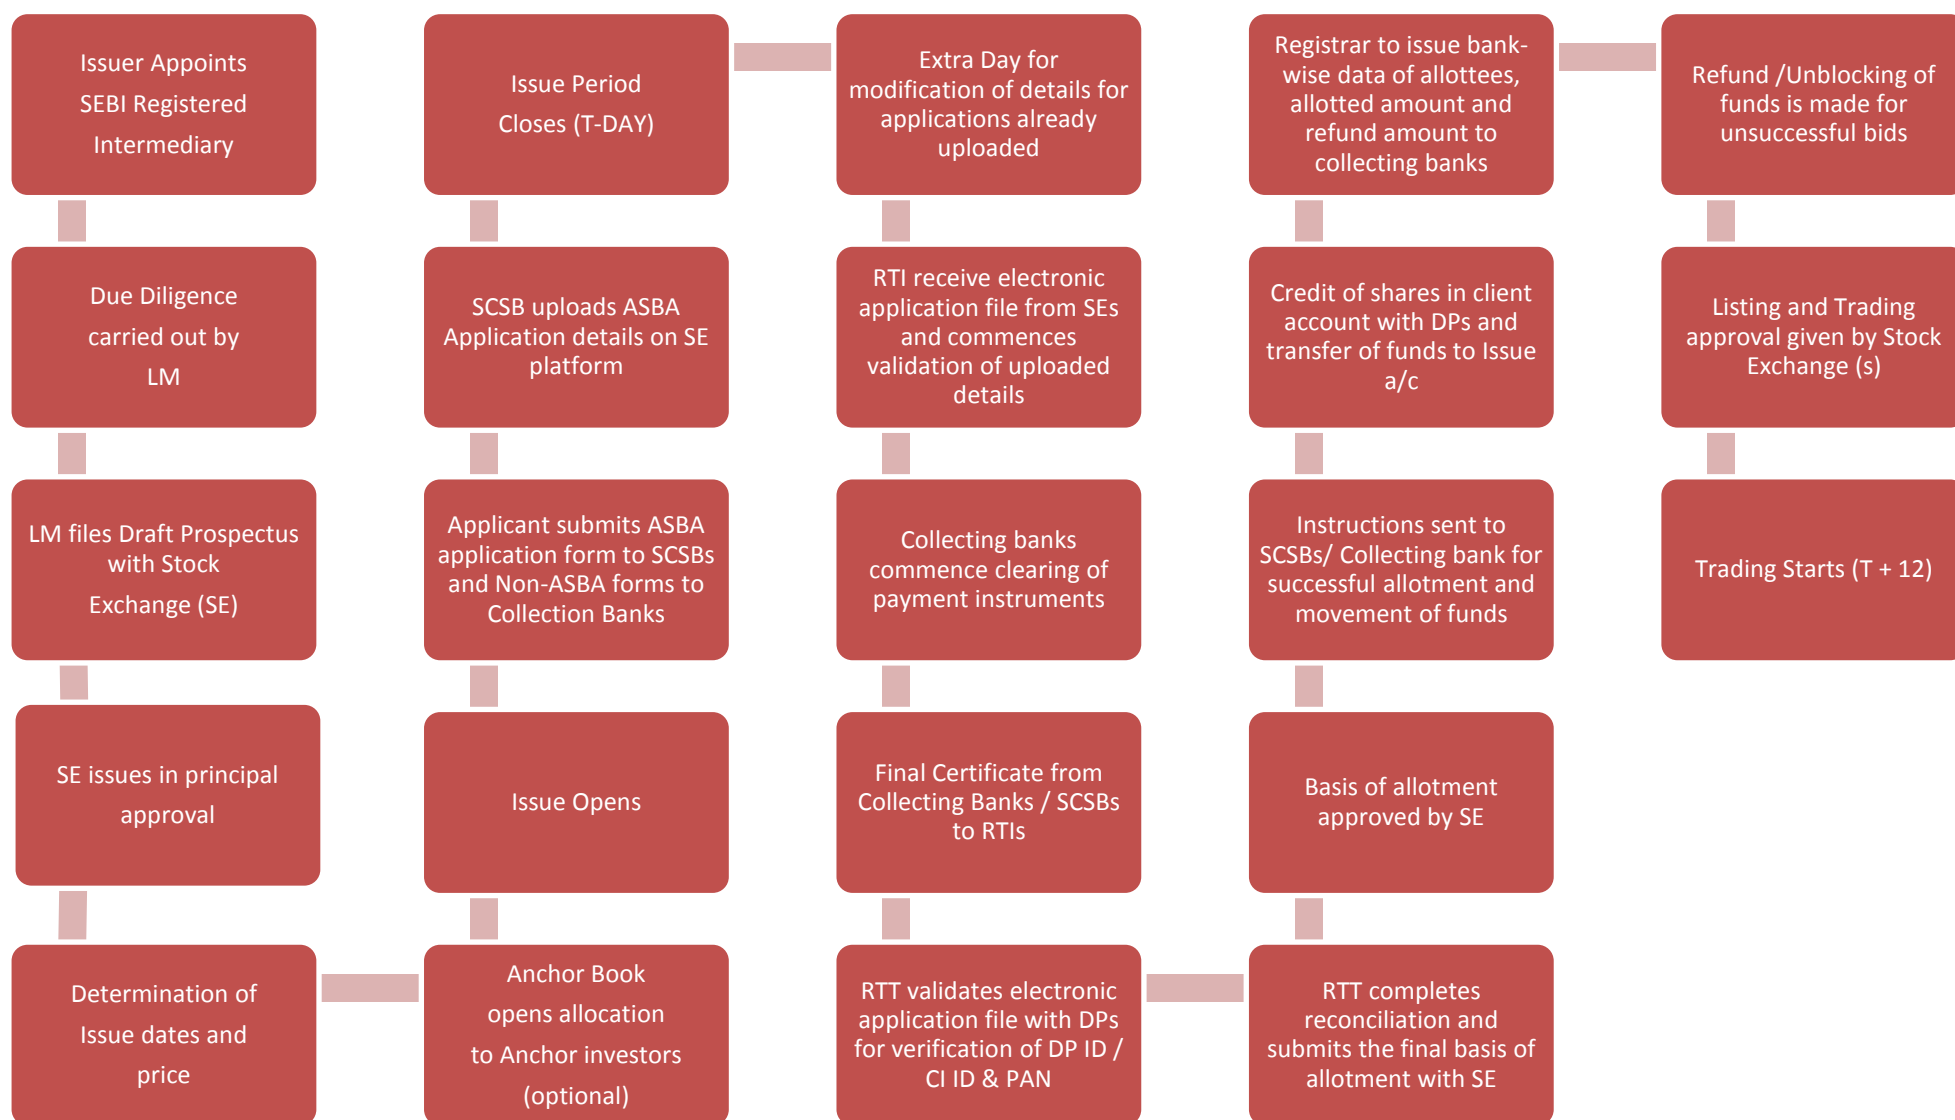 Issuer Appoints
SEBI Registered
Intermediary
Due Diligence
carried out by
LM
LM files Draft Prospectus
with Stock
Exchange (SE)
SE issues in principal
approval
Determination of
Issue dates and
price
Anchor Book
opens allocation
to Anchor investors
(optional)
Issue Opens
Applicant submits ASBA
application form to SCSBs
and Non-ASBA forms to
Collection Banks
SCSB uploads ASBA
Application details on SE
platform
Issue Period
Closes (T-DAY)
Extra Day for
modification of details for
applications already
uploaded
RTI receive electronic
application file from SEs
and commences
validation of uploaded
details
Collecting banks
commence clearing of
payment instruments
Final Certificate from
Collecting Banks / SCSBs
to RTIs
RTT validates electronic
application file with DPs
for verification of DP ID /
CI ID & PAN
RTT completes
reconciliation and
submits the final basis of
allotment with SE
Basis of allotment
approved by SE
Instructions sent to
SCSBs/ Collecting bank for
successful allotment and
movement of funds
Credit of shares in client
account with DPs and
transfer of funds to Issue
a/c
Registrar to issue bank-
wise data of allottees,
allotted amount and
refund amount to
collecting banks
Refund /Unblocking of
funds is made for
unsuccessful bids
Listing and Trading
approval given by Stock
Exchange (s)
Trading Starts (T + 12)